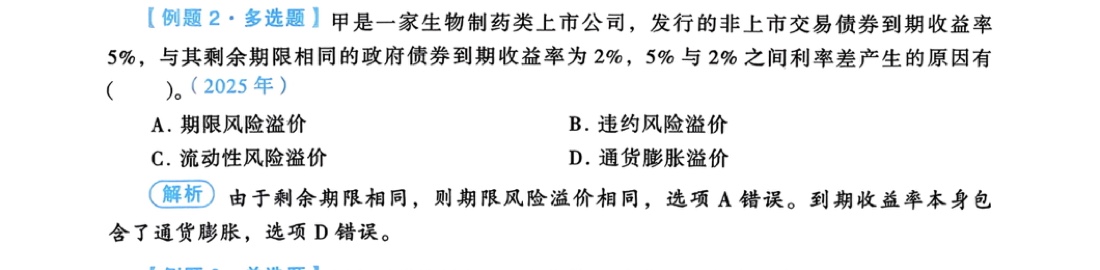 【例题 2·多选题】甲是一家生物制药类上市公司，发行的非上市交易债券到期收益率
5%，与其剩余期限相同的政府债券到期收益率为 2%，5% 与 2% 之间利率差产生的原因有
(　　)。（2025 年）
A. 期限风险溢价　　B. 违约风险溢价
C. 流动性风险溢价　　D. 通货膨胀溢价
解析 由于剩余期限相同，则期限风险溢价相同，选项 A 错误。到期收益率本身包
含了通货膨胀，选项 D 错误。